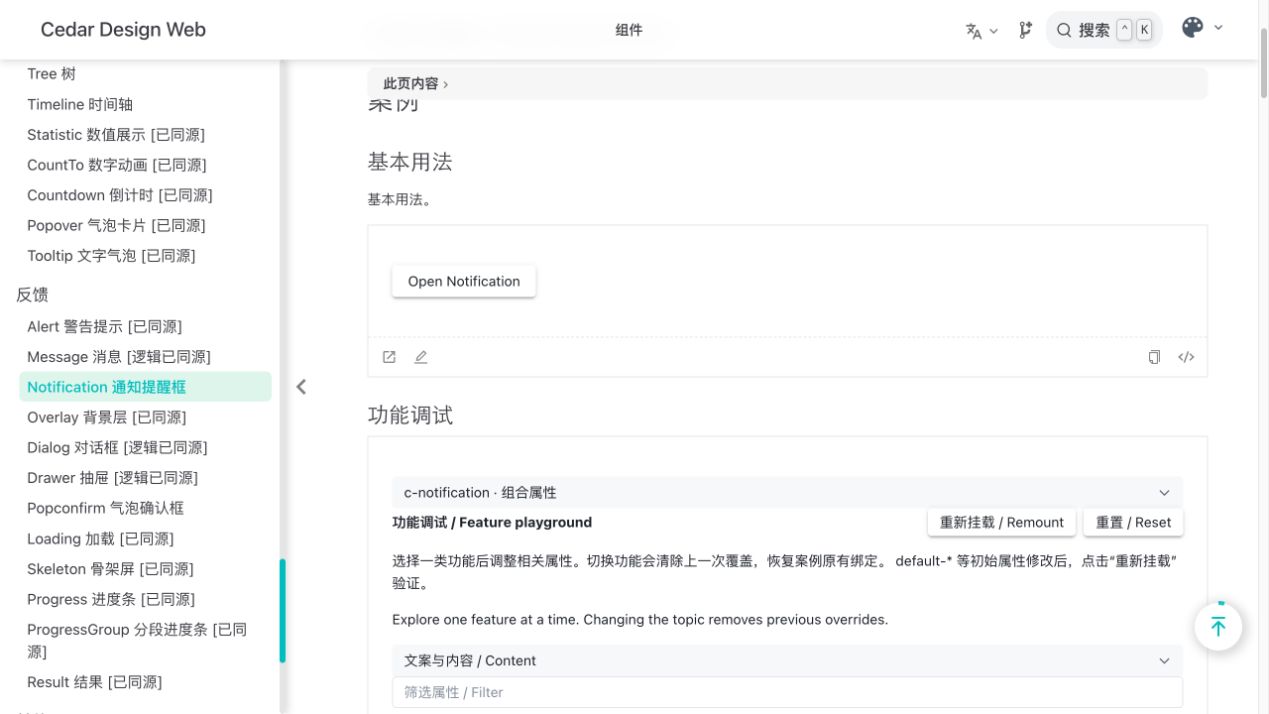 Cedar Design Web
组件
搜索
^
K
此页内容 ›
案例
Tree 树
Timeline 时间轴
Statistic 数值展示 [已同源]
CountTo 数字动画 [已同源]
Countdown 倒计时 [已同源]
Popover 气泡卡片 [已同源]
Tooltip 文字气泡 [已同源]
反馈
Alert 警告提示 [已同源]
Message 消息 [逻辑已同源]
Notification 通知提醒框
Overlay 背景层 [已同源]
Dialog 对话框 [逻辑已同源]
Drawer 抽屉 [逻辑已同源]
Popconfirm 气泡确认框
Loading 加载 [已同源]
Skeleton 骨架屏 [已同源]
Progress 进度条 [已同源]
ProgressGroup 分段进度条 [已同
源]
Result 结果 [已同源]
基本用法
基本用法。
Open Notification
功能调试
c-notification · 组合属性
功能调试 / Feature playground
重新挂载 / Remount
重置 / Reset
选择一类功能后调整相关属性。切换功能会清除上一次覆盖，恢复案例原有绑定。 default-* 等初始属性修改后，点击“重新挂载”
验证。
Explore one feature at a time. Changing the topic removes previous overrides.
文案与内容 / Content
筛选属性 / Filter